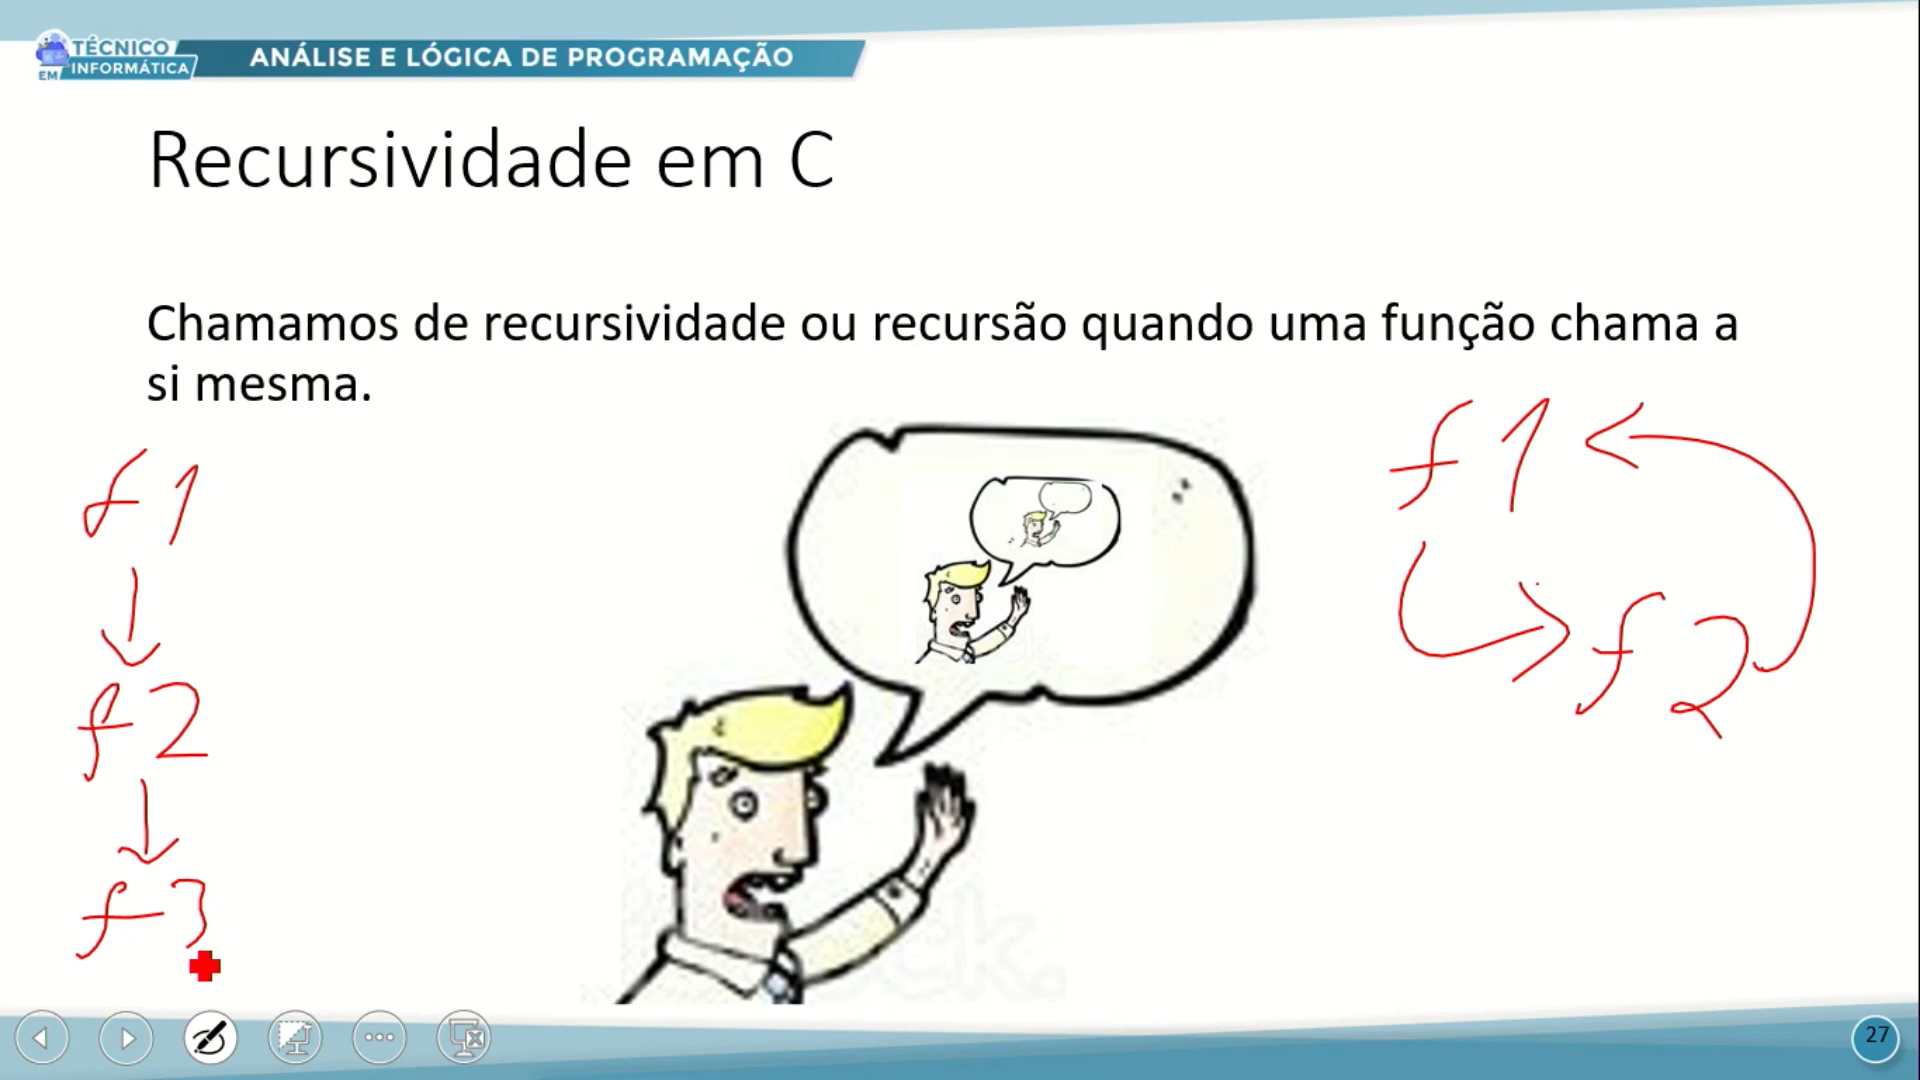 TÉCNICO
EM INFORMÁTICA
ANÁLISE E LÓGICA DE PROGRAMAÇÃO
Recursividade em C
Chamamos de recursividade ou recursão quando uma função chama a
si mesma.
f1
f2
f3
f1
f2
27